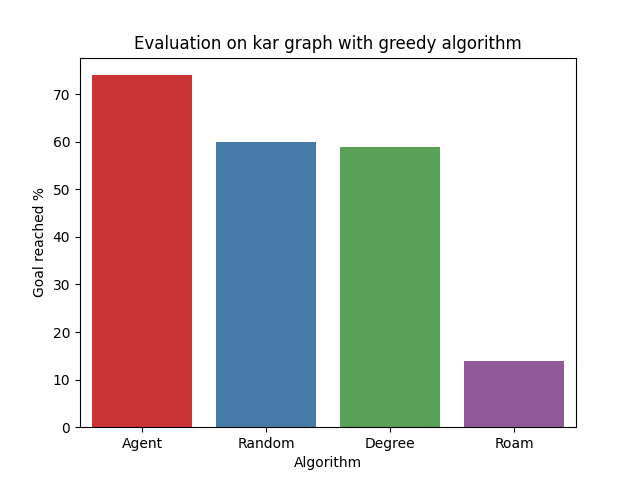 Evaluation on kar graph with greedy algorithm
Goal reached %
70
60
50
40
30
20
10
0
Agent Random Degree Roam
Algorithm